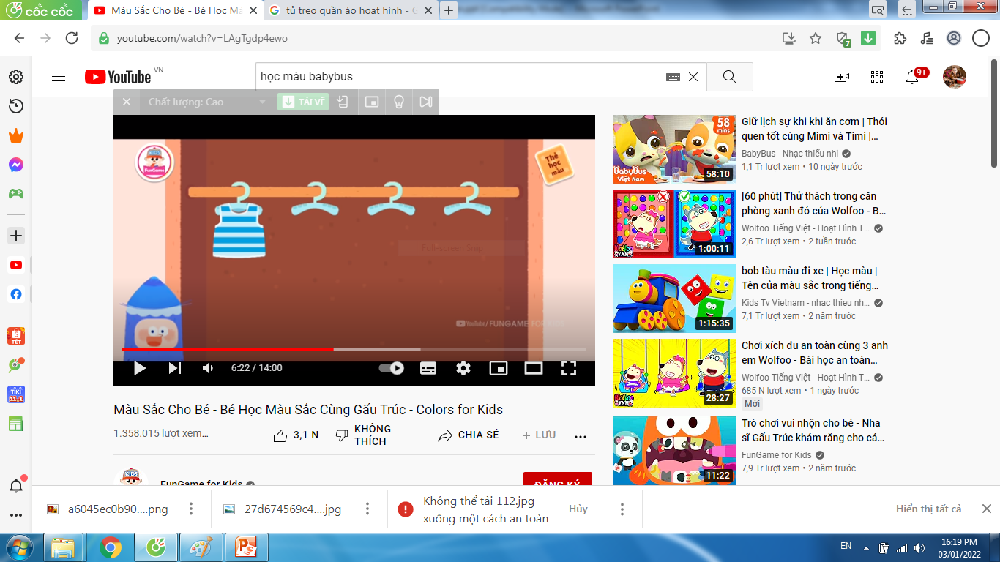 cốc cốc
Màu Sắc Cho Bé - Bé Học Mà
tủ treo quần áo hoạt hình - G
youtube.com/watch?v=LAgTgdp4ewo
7
YouTube VN
học màu babybus
9+
Chất lượng: Cao
TẢI VỀ
FunGame
Thẻ
học
màu
Full-screen Snip
YouTube/FUNGAME FOR KIDS
6:22 / 14:00
Màu Sắc Cho Bé - Bé Học Màu Sắc Cùng Gấu Trúc - Colors for Kids
1.358.015 lượt xem...
3,1 N
KHÔNG
THÍCH
CHIA SẺ
LƯU
KIDS
FunGame for Kids
ĐĂNG KÝ
58
mins
BabyBus
Việt Nam
58:10
Giữ lịch sự khi khi ăn cơm | Thói
quen tốt cùng Mimi và Timi |...
BabyBus - Nhạc thiếu nhi
1,1 Tr lượt xem • 10 ngày trước
1:00:11
[60 phút] Thử thách trong căn
phòng xanh đỏ của Wolfoo - B...
Wolfoo Tiếng Việt - Hoạt Hình T...
2,6 Tr lượt xem • 2 tuần trước
1:15:35
bob tàu màu đi xe | Học màu |
Tên của màu sắc trong tiếng...
Kids Tv Vietnam - nhac thieu nh...
7,1 Tr lượt xem • 2 năm trước
28:27
Chơi xích đu an toàn cùng 3 anh
em Wolfoo - Bài học an toàn...
Wolfoo Tiếng Việt - Hoạt Hình T...
685 N lượt xem • 1 ngày trước
Mới
11:22
Trò chơi vui nhộn cho bé - Nha
sĩ Gấu Trúc khám răng cho cá...
FunGame for Kids
7,9 Tr lượt xem • 2 năm trước
TẾT
TIKI
a6045ec0b90....png
27d674569c4....jpg
Không thể tải 112.jpg
xuống một cách an toàn
Hủy
Hiển thị tất cả
EN
16:19 PM
03/01/2022